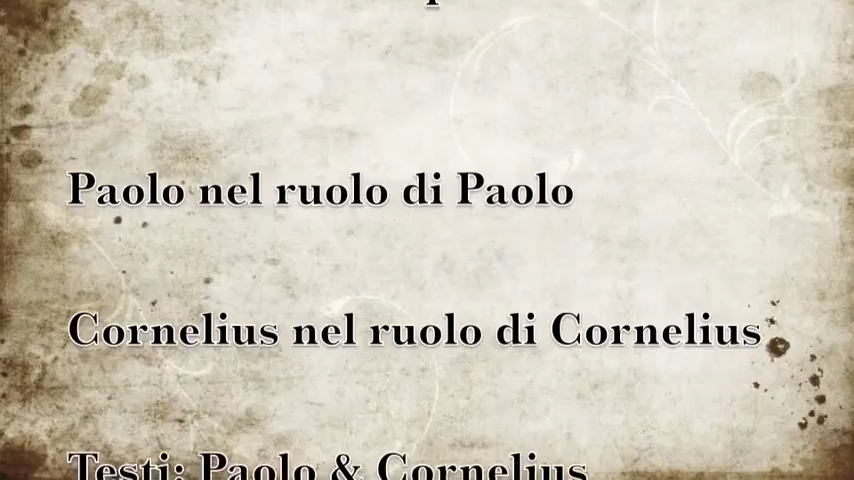 Paolo nel ruolo di Paolo
Cornelius nel ruolo di Cornelius
Testi: Paolo & Cornelius